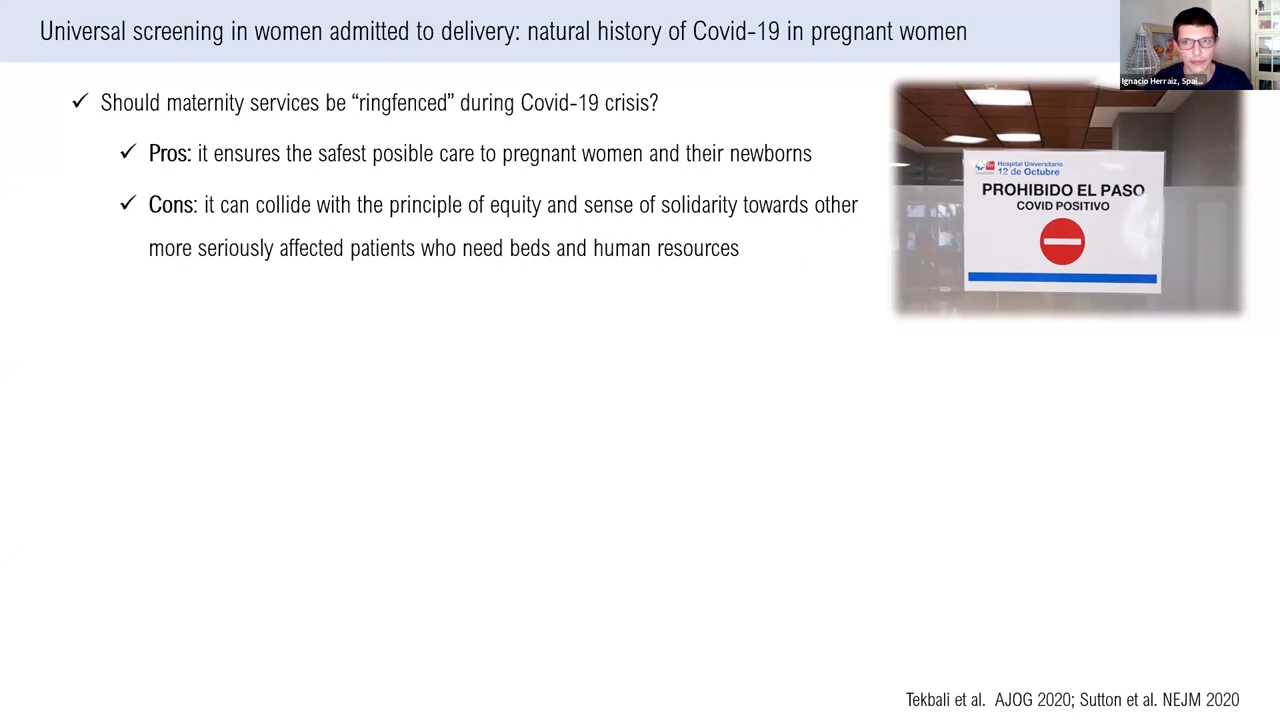 Universal screening in women admitted to delivery: natural history of Covid-19 in pregnant women
Ignacio Herraiz, Spai...
✓ Should maternity services be “ringfenced” during Covid-19 crisis?
✓ Pros: it ensures the safest posible care to pregnant women and their newborns
✓ Cons: it can collide with the principle of equity and sense of solidarity towards other
more seriously affected patients who need beds and human resources
Hospital Universitario
12 de Octubre
PROHIBIDO EL PASO
COVID POSITIVO
Tekbali et al. AJOG 2020; Sutton et al. NEJM 2020